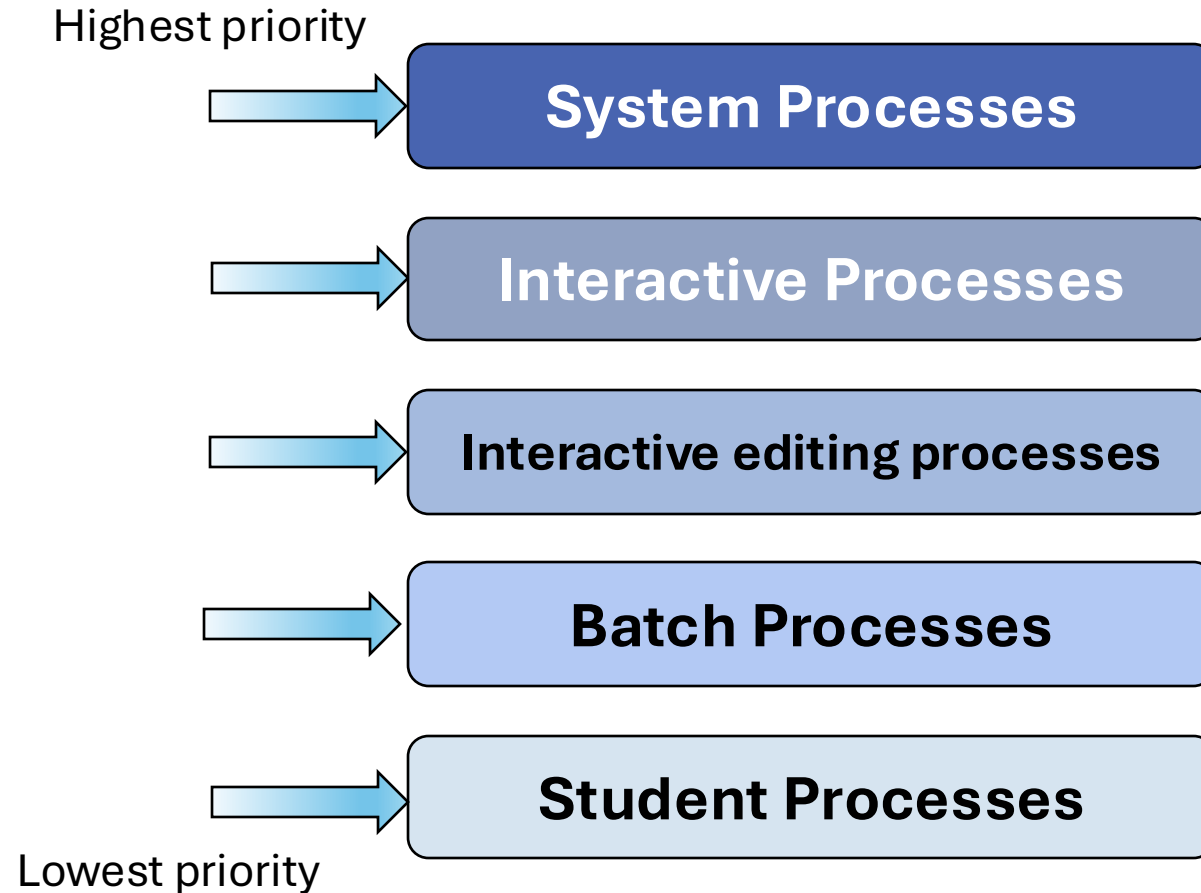 Highest priority
System Processes
Interactive Processes
Interactive editing processes
Batch Processes
Student Processes
Lowest priority